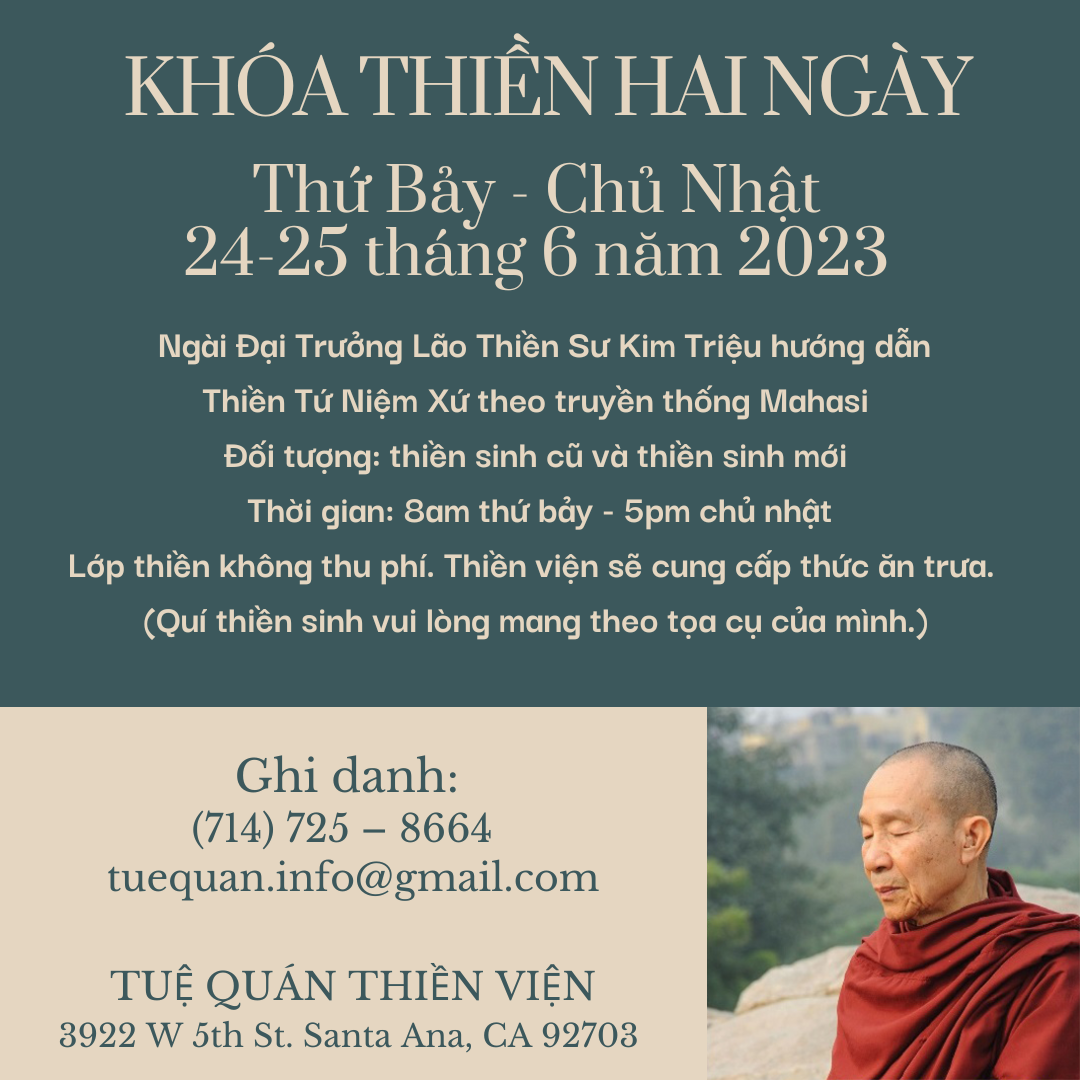 KHÓA THIỀN HAI NGÀY
Thứ Bảy - Chủ Nhật
24-25 tháng 6 năm 2023
Ngài Đại Trưởng Lão Thiền Sư Kim Triệu hướng dẫn
Thiền Tứ Niệm Xứ theo truyền thống Mahasi
Đối tượng: thiền sinh cũ và thiền sinh mới
Thời gian: 8am thứ bảy - 5pm chủ nhật
Lớp thiền không thu phí. Thiền viện sẽ cung cấp thức ăn trưa.
(Quí thiền sinh vui lòng mang theo tọa cụ của mình.)
Ghi danh:
(714) 725 – 8664
tuequan.info@gmail.com
TUỆ QUÁN THIỀN VIỆN
3922 W 5th St. Santa Ana, CA 92703